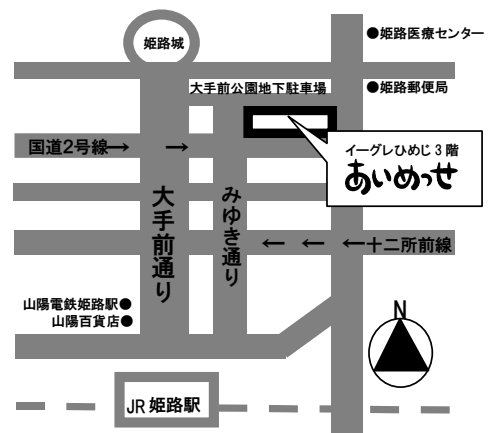 姫路城
●姫路医療センター
大手前公園地下駐車場
●姫路郵便局
国道2号線→ →
イーグレひめじ3階
あいめっせ
大手前通り
みゆき通り
← ← ←十二所前線
山陽電鉄姫路駅●
山陽百貨店●
N
JR 姫路駅